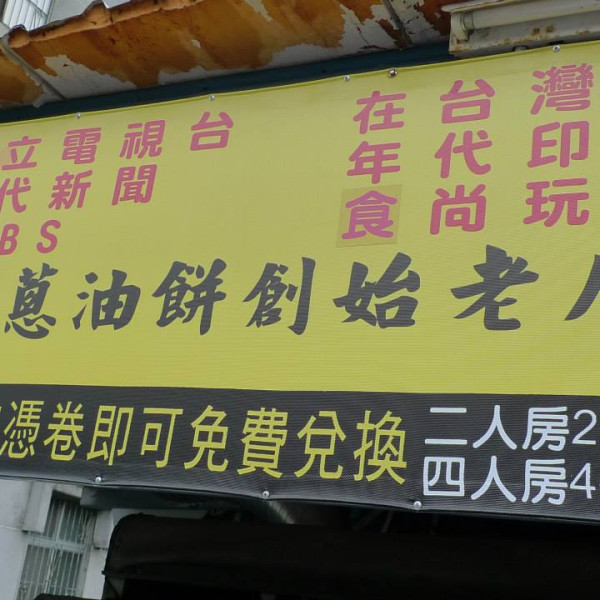 立電視台 在台灣
代新聞 年代印
BS 食尚玩
蔥油餅創始老
憑卷即可免費兌換
二人房2
四人房4